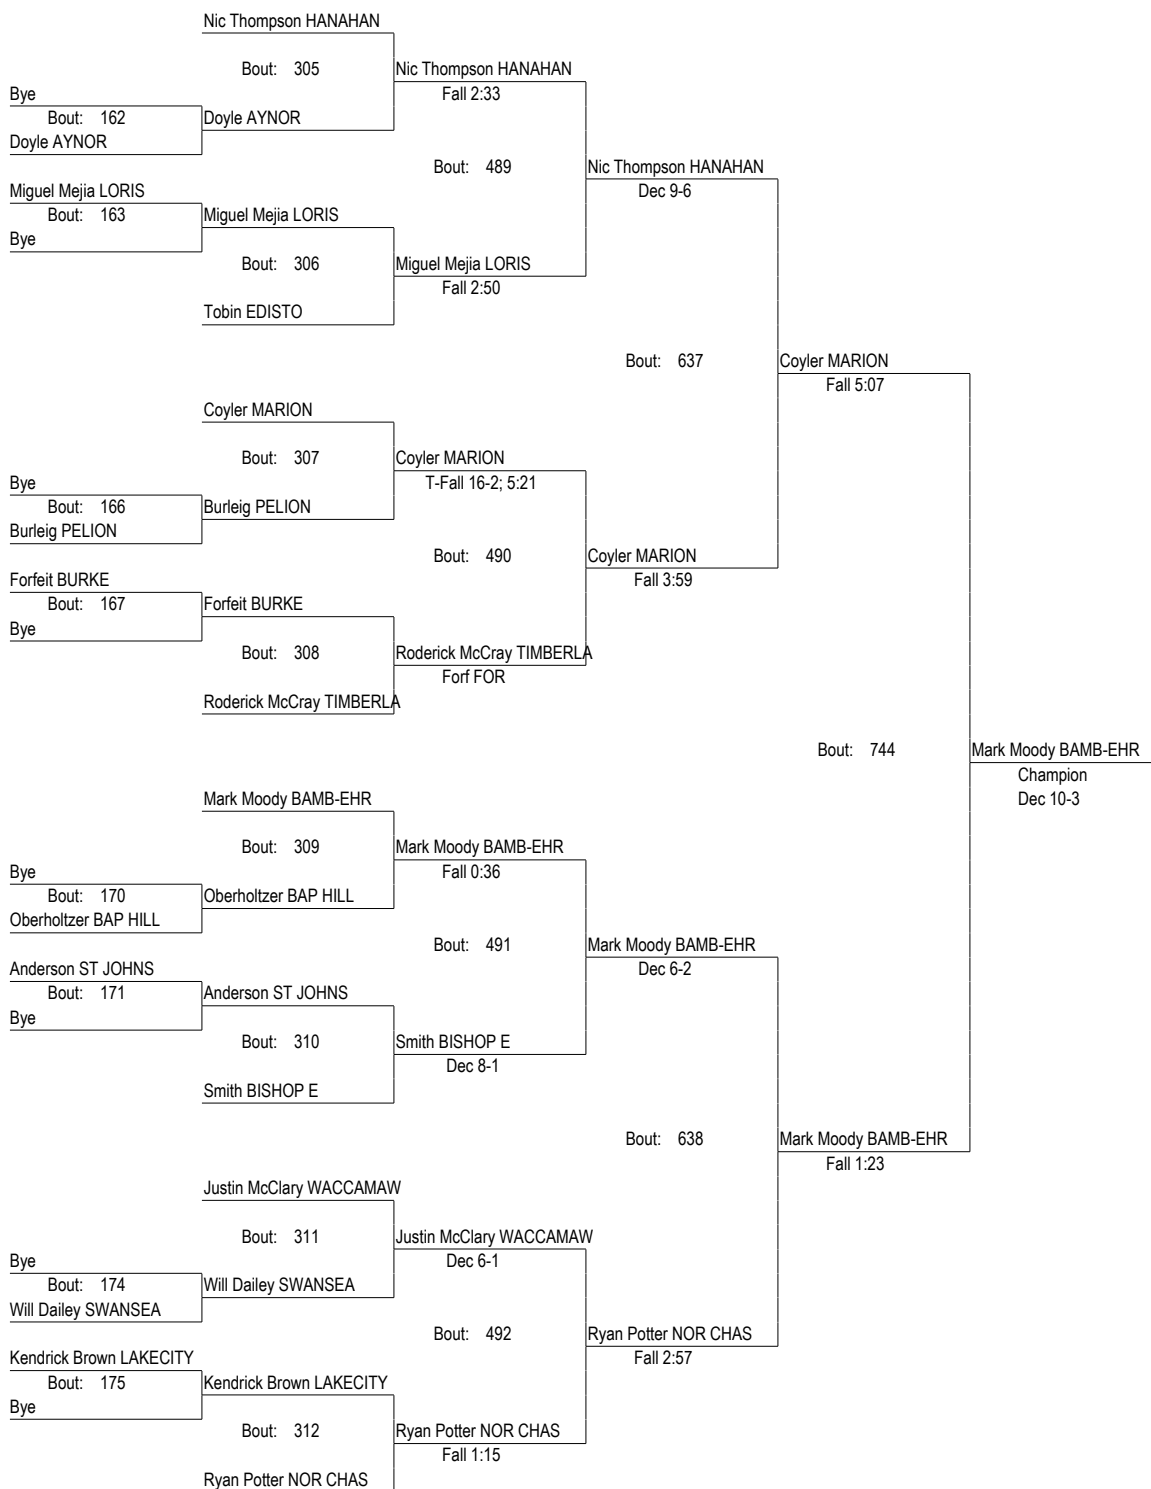 Nic Thompson HANAHAN
Bout: 305
Nic Thompson HANAHAN
Bye
Fall 2:33
Bout: 162
Doyle AYNOR
Doyle AYNOR
Bout: 489
Nic Thompson HANAHAN
Miguel Mejia LORIS
Dec 9-6
Bout: 163
Miguel Mejia LORIS
Bye
Bout: 306
Miguel Mejia LORIS
Fall 2:50
Tobin EDISTO
Bout: 637
Coyler MARION
Fall 5:07
Coyler MARION
Bout: 307
Coyler MARION
Bye
T-Fall 16-2; 5:21
Bout: 166
Burleig PELION
Burleig PELION
Bout: 490
Coyler MARION
Forfeit BURKE
Fall 3:59
Bout: 167
Forfeit BURKE
Bye
Bout: 308
Roderick McCray TIMBERLA
Forf FOR
Roderick McCray TIMBERLA
Bout: 744
Mark Moody BAMB-EHR
Champion
Dec 10-3
Mark Moody BAMB-EHR
Bout: 309
Mark Moody BAMB-EHR
Bye
Fall 0:36
Bout: 170
Oberholtzer BAP HILL
Oberholtzer BAP HILL
Bout: 491
Mark Moody BAMB-EHR
Anderson ST JOHNS
Dec 6-2
Bout: 171
Anderson ST JOHNS
Bye
Bout: 310
Smith BISHOP E
Dec 8-1
Smith BISHOP E
Bout: 638
Mark Moody BAMB-EHR
Fall 1:23
Justin McClary WACCAMAW
Bout: 311
Justin McClary WACCAMAW
Bye
Dec 6-1
Bout: 174
Will Dailey SWANSEA
Will Dailey SWANSEA
Bout: 492
Ryan Potter NOR CHAS
Kendrick Brown LAKECITY
Fall 2:57
Bout: 175
Kendrick Brown LAKECITY
Bye
Bout: 312
Ryan Potter NOR CHAS
Fall 1:15
Ryan Potter NOR CHAS